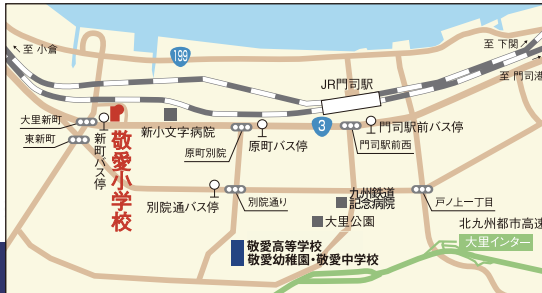 至 小倉
199
至 下関
至 門司港
JR門司駅
大里新町
東新町
新町バス停
敬愛小学校
新小文字病院
原町別院
原町バス停
3
門司駅前バス停
門司駅前西
別院通バス停
別院通り
九州鉄道
記念病院
大里公園
戸ノ上一丁目
北九州都市高速
大里インター
敬愛高等学校
敬愛幼稚園・敬愛中学校